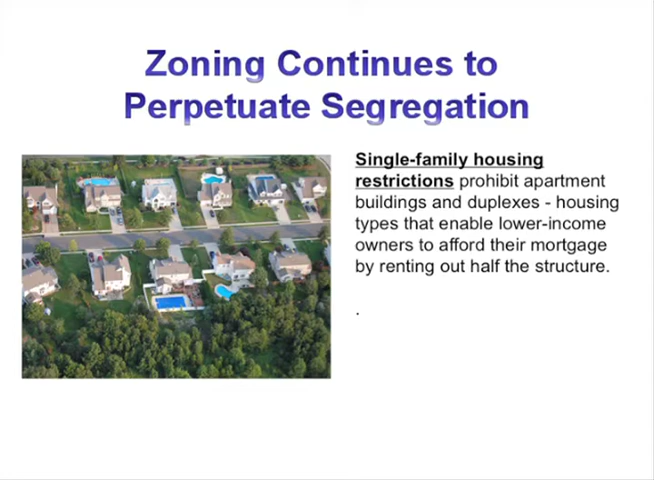 Zoning Continues to
Perpetuate Segregation
Single-family housing
restrictions prohibit apartment
buildings and duplexes - housing
types that enable lower-income
owners to afford their mortgage
by renting out half the structure.
.